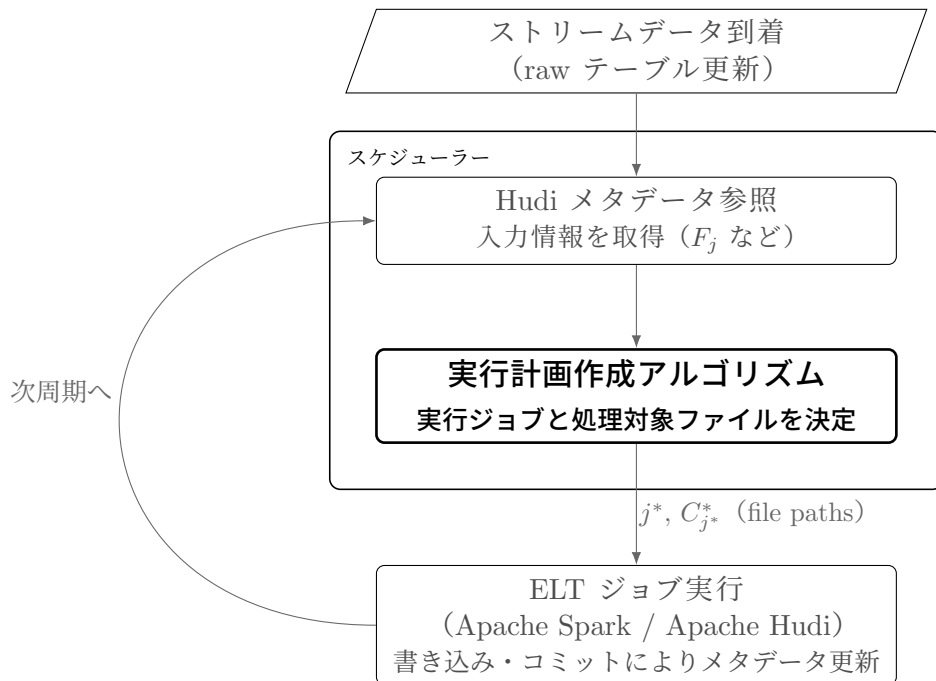 ストリームデータ到着
（raw テーブル更新）
スケジューラー
Hudi メタデータ参照
入力情報を取得（F_j など）
実行計画作成アルゴリズム
実行ジョブと処理対象ファイルを決定
次周期へ
j*, C*_{j*}（file paths）
ELT ジョブ実行
（Apache Spark / Apache Hudi）
書き込み・コミットによりメタデータ更新